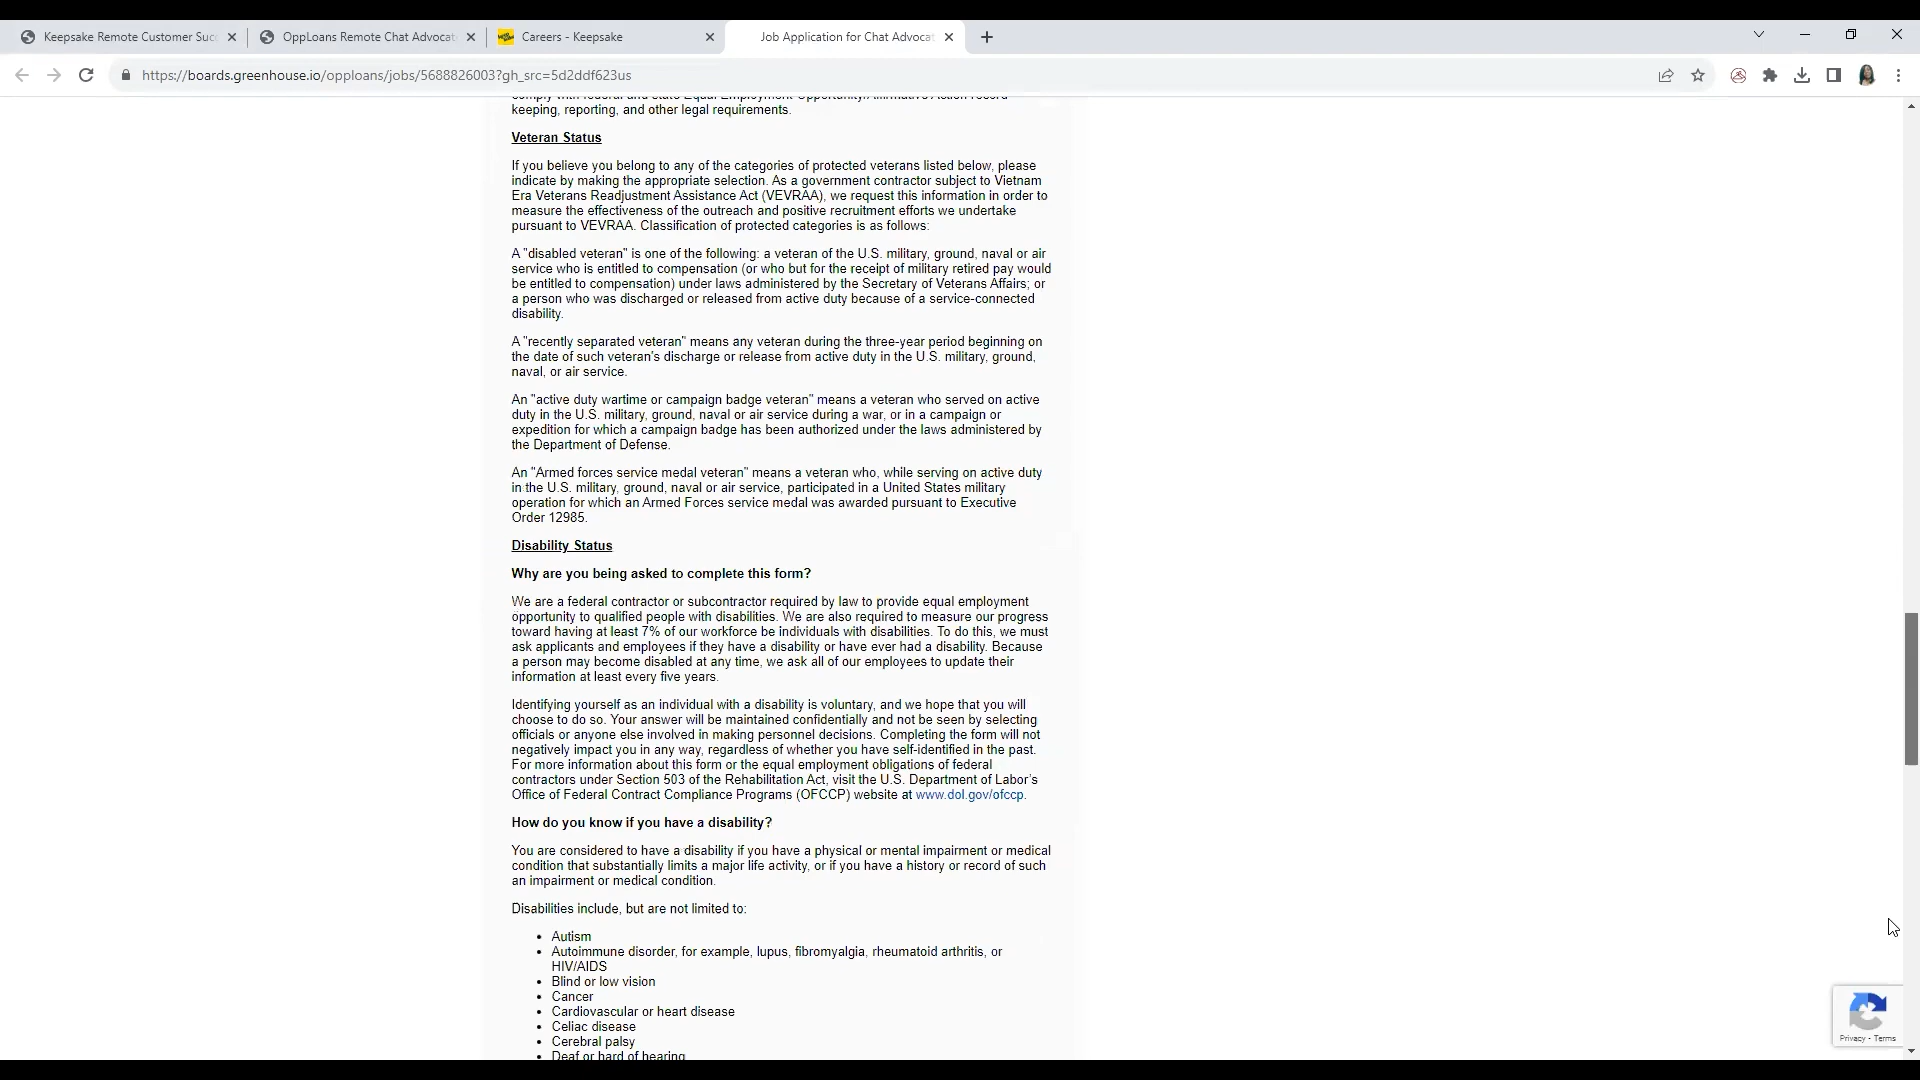 Keepsake Remote Customer Suc
OppLoans Remote Chat Advocat
Careers - Keepsake
Job Application for Chat Advocat
https://boards.greenhouse.io/opploans/jobs/5688826003?gh_src=5d2ddf623us
comply with federal and state Equal Employment Opportunity/Affirmative Action record
keeping, reporting, and other legal requirements.
Veteran Status
If you believe you belong to any of the categories of protected veterans listed below, please
indicate by making the appropriate selection. As a government contractor subject to Vietnam
Era Veterans Readjustment Assistance Act (VEVRAA), we request this information in order to
measure the effectiveness of the outreach and positive recruitment efforts we undertake
pursuant to VEVRAA. Classification of protected categories is as follows:
A "disabled veteran" is one of the following: a veteran of the U.S. military, ground, naval or air
service who is entitled to compensation (or who but for the receipt of military retired pay would
be entitled to compensation) under laws administered by the Secretary of Veterans Affairs; or
a person who was discharged or released from active duty because of a service-connected
disability.
A "recently separated veteran" means any veteran during the three-year period beginning on
the date of such veteran's discharge or release from active duty in the U.S. military, ground,
naval, or air service.
An "active duty wartime or campaign badge veteran" means a veteran who served on active
duty in the U.S. military, ground, naval or air service during a war, or in a campaign or
expedition for which a campaign badge has been authorized under the laws administered by
the Department of Defense.
An "Armed forces service medal veteran" means a veteran who, while serving on active duty
in the U.S. military, ground, naval or air service, participated in a United States military
operation for which an Armed Forces service medal was awarded pursuant to Executive
Order 12985.
Disability Status
Why are you being asked to complete this form?
We are a federal contractor or subcontractor required by law to provide equal employment
opportunity to qualified people with disabilities. We are also required to measure our progress
toward having at least 7% of our workforce be individuals with disabilities. To do this, we must
ask applicants and employees if they have a disability or have ever had a disability. Because
a person may become disabled at any time, we ask all of our employees to update their
information at least every five years.
Identifying yourself as an individual with a disability is voluntary, and we hope that you will
choose to do so. Your answer will be maintained confidentially and not be seen by selecting
officials or anyone else involved in making personnel decisions. Completing the form will not
negatively impact you in any way, regardless of whether you have self-identified in the past.
For more information about this form or the equal employment obligations of federal
contractors under Section 503 of the Rehabilitation Act, visit the U.S. Department of Labor's
Office of Federal Contract Compliance Programs (OFCCP) website at www.dol.gov/ofccp.
How do you know if you have a disability?
You are considered to have a disability if you have a physical or mental impairment or medical
condition that substantially limits a major life activity, or if you have a history or record of such
an impairment or medical condition.
Disabilities include, but are not limited to:
• Autism
• Autoimmune disorder, for example, lupus, fibromyalgia, rheumatoid arthritis, or
HIV/AIDS
• Blind or low vision
• Cancer
• Cardiovascular or heart disease
• Celiac disease
• Cerebral palsy
• Deaf or hard of hearing
Privacy - Terms